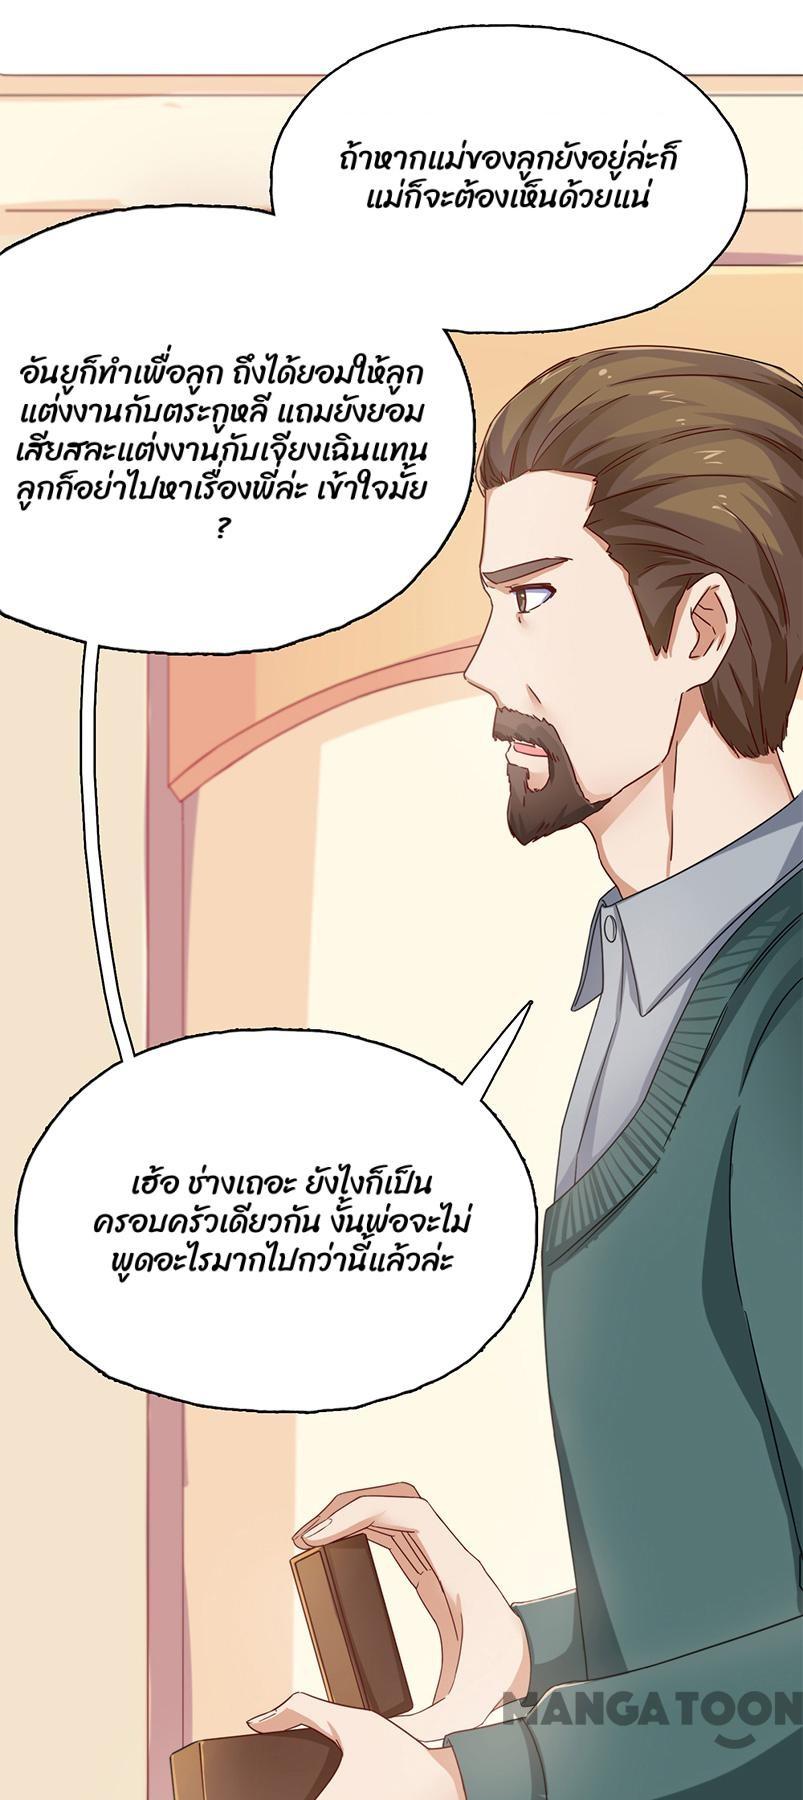 ถ้าหากแม่ของลูกยังอยู่ล่ะก็
แม่ก็จะต้องเห็นด้วยแน่
อันยูก็ทำเพื่อลูก ถึงได้ยอมให้ลูก
แต่งงานกับตระกูหลี แถมยังยอม
เสียสละแต่งงานกับเจียงเฉินแทน
ลูกก็อย่าไปหาเรื่องพี่ล่ะ เข้าใจมั้ย
?
เฮ้อ ช่างเถอะ ยังไงก็เป็น
ครอบครัวเดียวกัน งั้นพ่อจะไม่
พูดอะไรมากไปกว่านี้แล้วล่ะ
MANGATOON